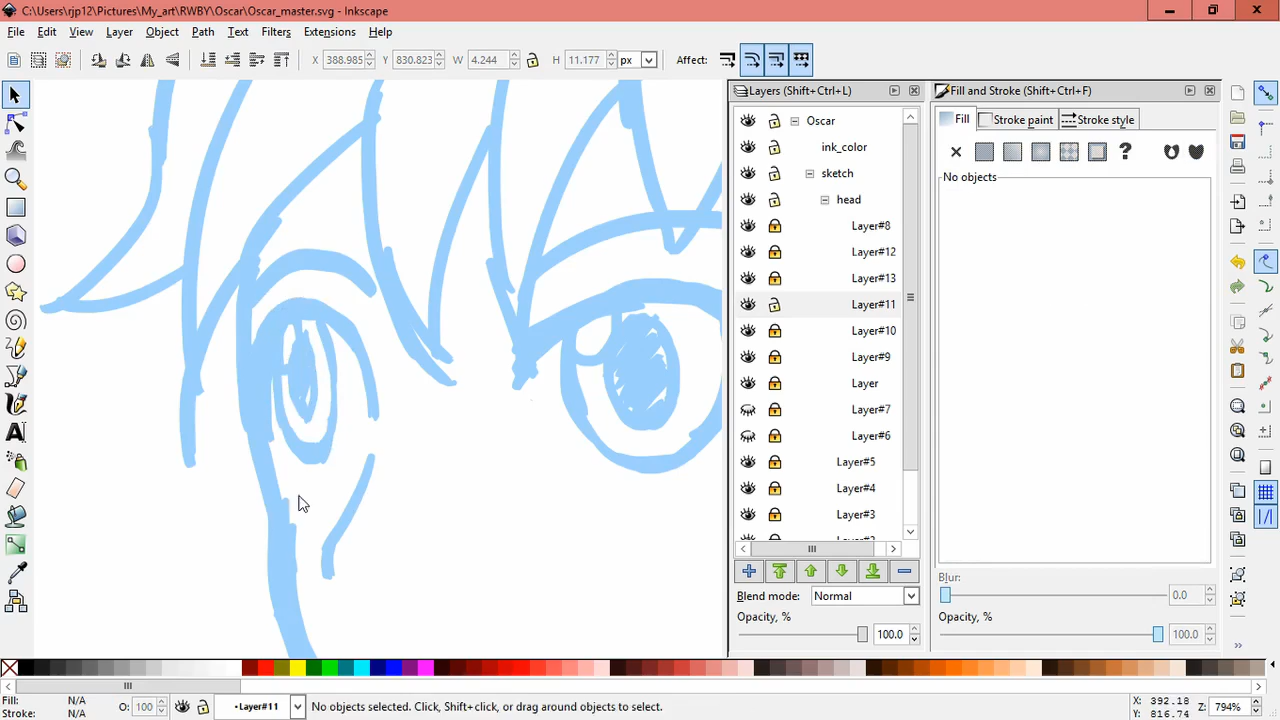 C:\Users\rjp12\Pictures\My_art\RWBY\Oscar\Oscar_master.svg - Inkscape
File Edit View Layer Object Path Text Filters Extensions Help
X 388.985 Y 830.823 W 4.244 H 11.177 px Affect:
Layers (Shift+Ctrl+L)
Fill and Stroke (Shift+Ctrl+F)
Oscar
Fill Stroke paint Stroke style
ink_color
sketch
No objects
head
Layer#8
Layer#12
Layer#13
Layer#11
Layer#10
Layer#9
Layer
Layer#7
Layer#6
Layer#5
Layer#4
Layer#3
Blur:
0.0
Blend mode: Normal
Opacity, %
100.0
Opacity, %
100.0
Fill: N/A
Stroke: N/A
O: 100
•Layer#11
No objects selected. Click, Shift+click, or drag around objects to select.
X: 392.18
Y: 816.74
Z: 794%